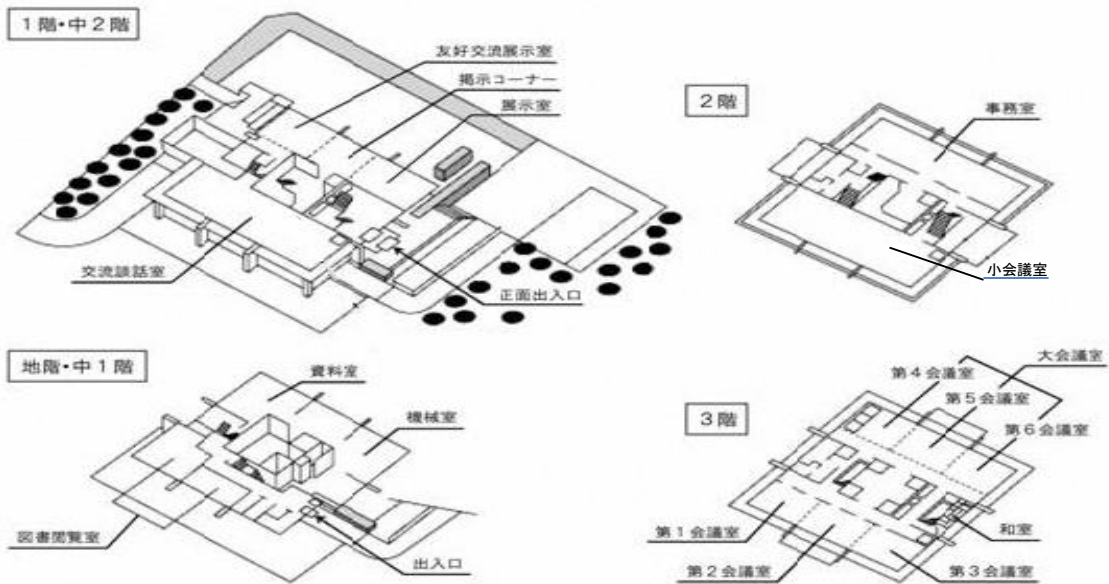 1階・中2階
友好交流展示室
掲示コーナー
展示室
交流談話室
正面出入口
2階
事務室
小会議室
地階・中1階
資料室
機械室
図書閲覧室
出入口
3階
大会議室
第4会議室
第5会議室
第6会議室
第1会議室
和室
第2会議室
第3会議室